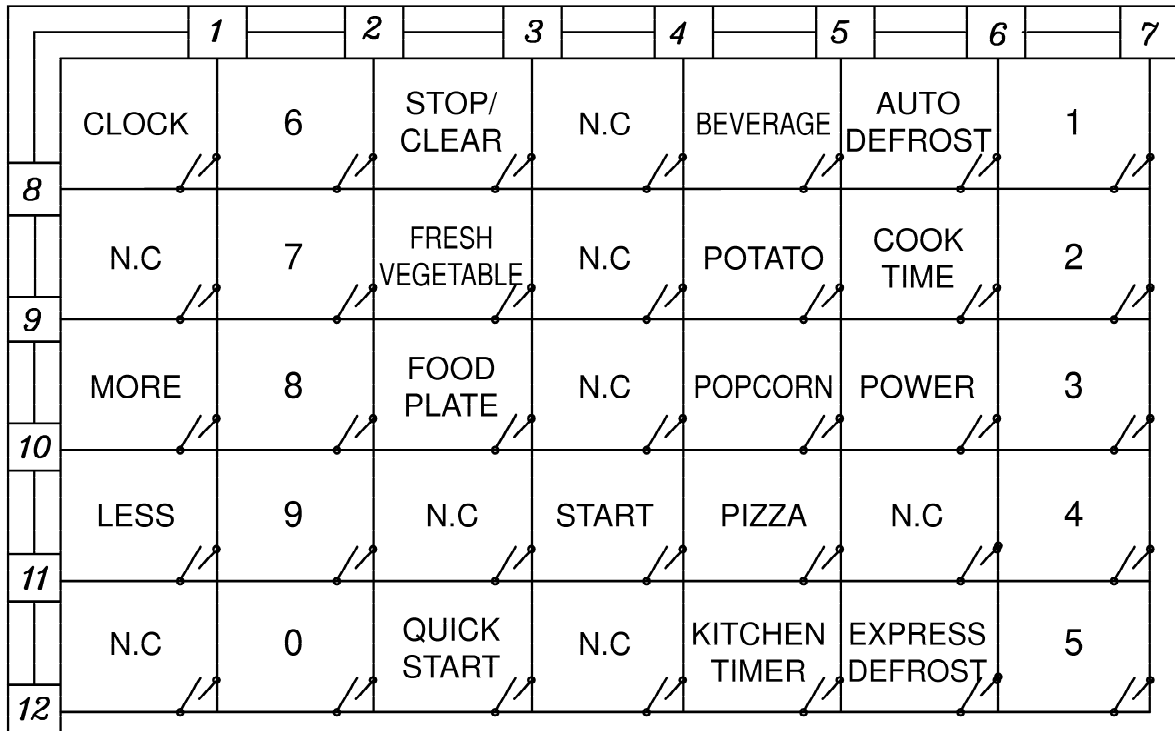 1 2 3 4 5 6 7
CLOCK 6 STOP/ CLEAR N.C BEVERAGE AUTO DEFROST 1
8
N.C 7 FRESH VEGETABLE N.C POTATO COOK TIME 2
9
MORE 8 FOOD PLATE N.C POPCORN POWER 3
10
LESS 9 N.C START PIZZA N.C 4
11
N.C 0 QUICK START N.C KITCHEN TIMER EXPRESS DEFROST 5
12